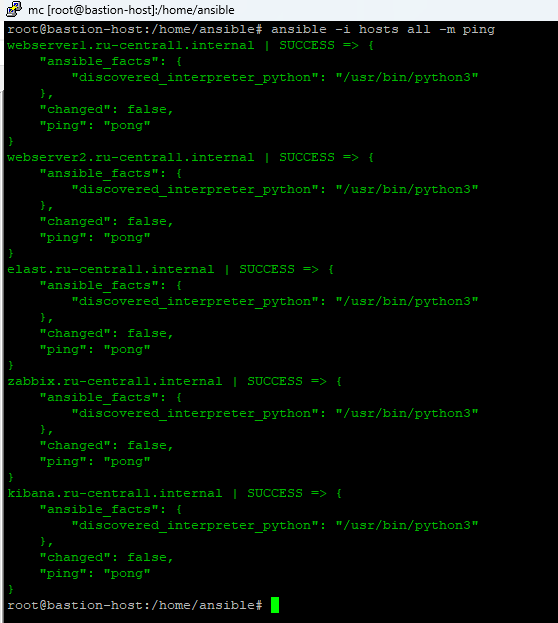 mc [root@bastion-host]:/home/ansible
root@bastion-host:/home/ansible# ansible -i hosts all -m ping
webserver1.ru-central1.internal | SUCCESS => {
    "ansible_facts": {
        "discovered_interpreter_python": "/usr/bin/python3"
    },
    "changed": false,
    "ping": "pong"
}
webserver2.ru-central1.internal | SUCCESS => {
    "ansible_facts": {
        "discovered_interpreter_python": "/usr/bin/python3"
    },
    "changed": false,
    "ping": "pong"
}
elast.ru-central1.internal | SUCCESS => {
    "ansible_facts": {
        "discovered_interpreter_python": "/usr/bin/python3"
    },
    "changed": false,
    "ping": "pong"
}
zabbix.ru-central1.internal | SUCCESS => {
    "ansible_facts": {
        "discovered_interpreter_python": "/usr/bin/python3"
    },
    "changed": false,
    "ping": "pong"
}
kibana.ru-central1.internal | SUCCESS => {
    "ansible_facts": {
        "discovered_interpreter_python": "/usr/bin/python3"
    },
    "changed": false,
    "ping": "pong"
}
root@bastion-host:/home/ansible#